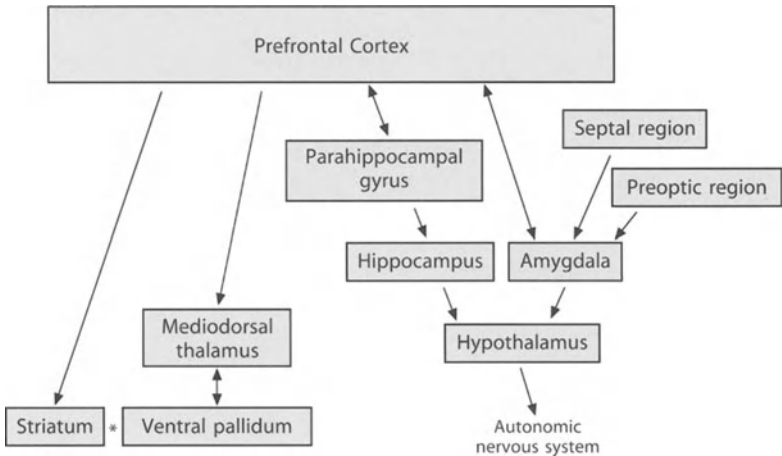 Prefrontal Cortex
Septal region
Parahippocampal
gyrus
Preoptic region
Hippocampus
Amygdala
Mediodorsal
thalamus
Hypothalamus
Striatum * Ventral pallidum
Autonomic
nervous system